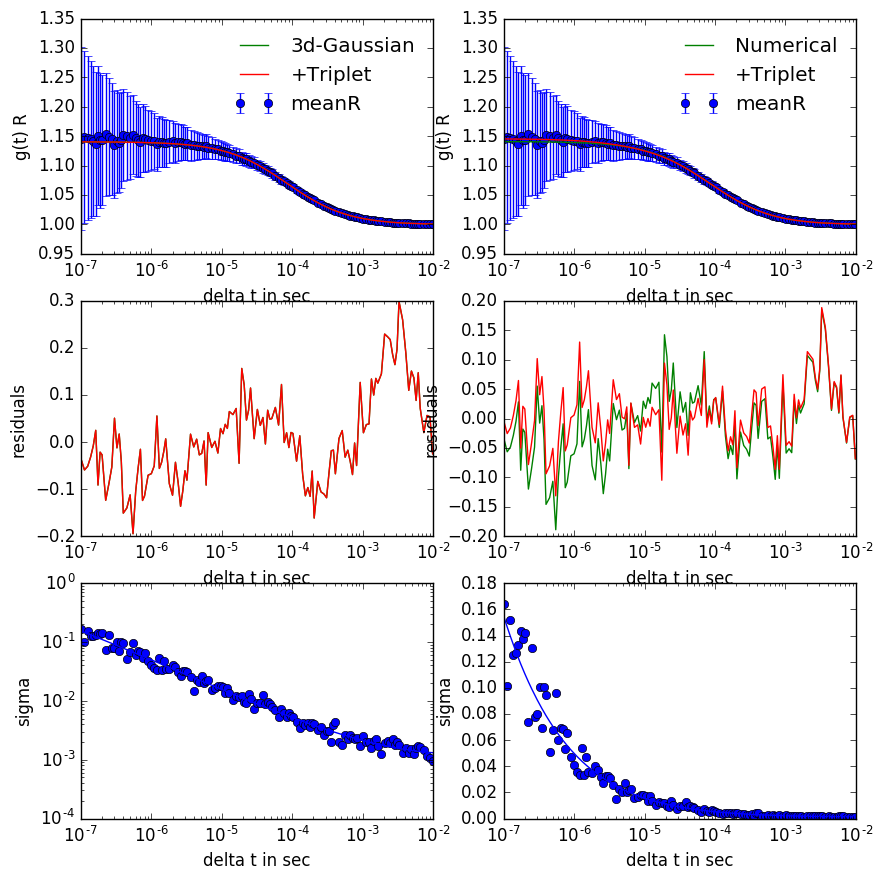 1.35
1.30
1.25
1.20
1.15
1.10
1.05
1.00
0.95
g(t) R
3d-Gaussian
+Triplet
meanR
10⁻⁷ 10⁻⁶ 10⁻⁵ 10⁻⁴ 10⁻³ 10⁻²
delta t in sec
1.35
1.30
1.25
1.20
1.15
1.10
1.05
1.00
0.95
g(t) R
Numerical
+Triplet
meanR
10⁻⁷ 10⁻⁶ 10⁻⁵ 10⁻⁴ 10⁻³ 10⁻²
delta t in sec
0.3
0.2
0.1
0.0
−0.1
−0.2
residuals
10⁻⁷ 10⁻⁶ 10⁻⁵ 10⁻⁴ 10⁻³ 10⁻²
delta t in sec
0.20
0.15
0.10
0.05
0.00
−0.05
−0.10
−0.15
−0.20
residuals
10⁻⁷ 10⁻⁶ 10⁻⁵ 10⁻⁴ 10⁻³ 10⁻²
delta t in sec
10⁰
10⁻¹
10⁻²
10⁻³
10⁻⁴
sigma
10⁻⁷ 10⁻⁶ 10⁻⁵ 10⁻⁴ 10⁻³ 10⁻²
delta t in sec
0.18
0.16
0.14
0.12
0.10
0.08
0.06
0.04
0.02
0.00
sigma
10⁻⁷ 10⁻⁶ 10⁻⁵ 10⁻⁴ 10⁻³ 10⁻²
delta t in sec